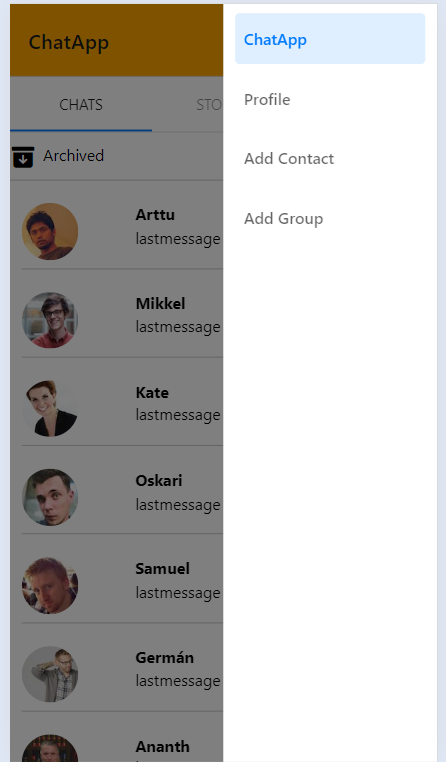 ChatApp
CHATS STO
Archived
Arttu
lastmessage
Mikkel
lastmessage
Kate
lastmessage
Oskari
lastmessage
Samuel
lastmessage
Germán
lastmessage
Ananth
ChatApp
Profile
Add Contact
Add Group